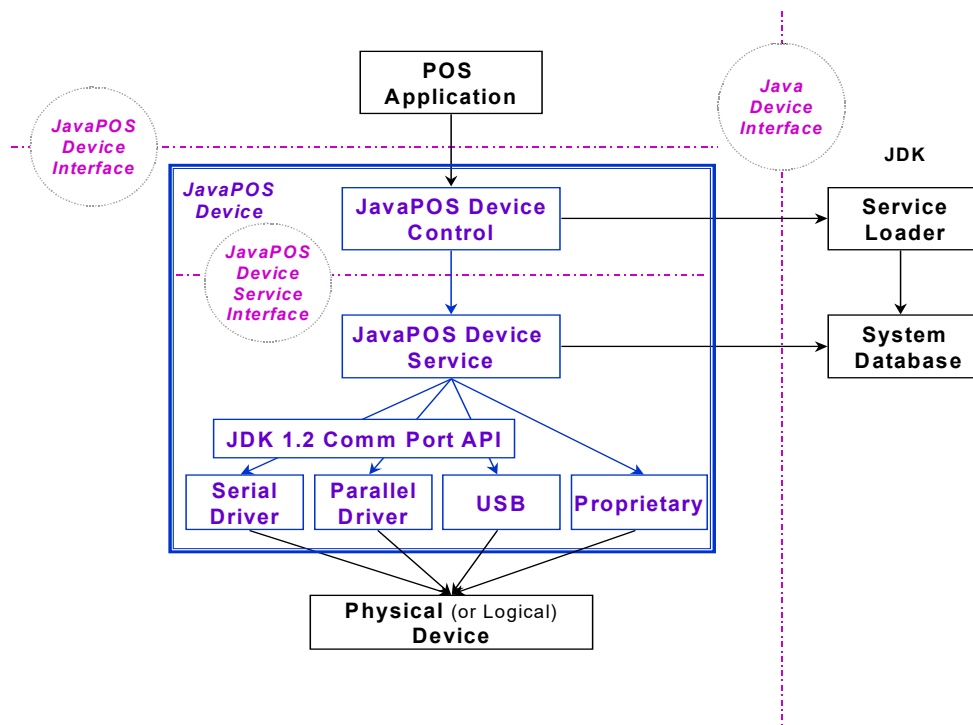 POS
Application
Java
Device
Interface
JavaPOS
Device
Interface
JDK
JavaPOS
Device
JavaPOS Device
Control
Service
Loader
JavaPOS
Device
Service
Interface
JavaPOS Device
Service
System
Database
JDK 1.2 Comm Port API
Serial
Driver
Parallel
Driver
USB
Proprietary
Physical (or Logical)
Device